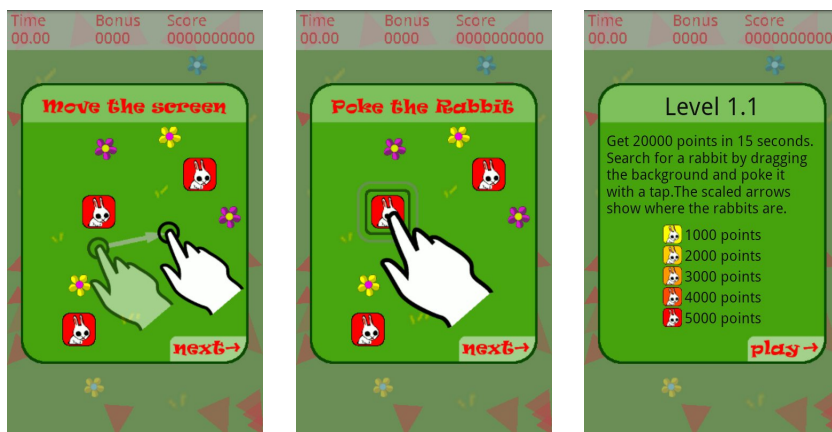 Time Bonus Score
00.00 0000 0000000000
Move the screen
next→
Time Bonus Score
00.00 0000 0000000000
Poke the Rabbit
next→
Time Bonus Score
00.00 0000 0000000000
Level 1.1
Get 20000 points in 15 seconds.
Search for a rabbit by dragging
the background and poke it
with a tap.The scaled arrows
show where the rabbits are.
1000 points
2000 points
3000 points
4000 points
5000 points
play→